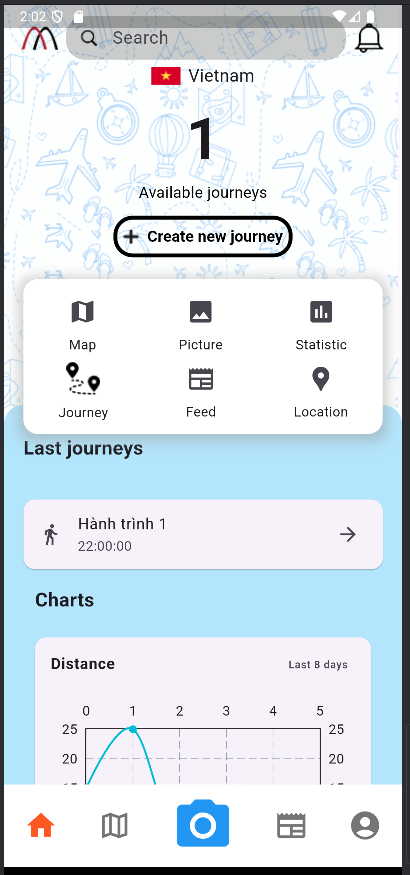 2:02
Search
Vietnam
1
Available journeys
+ Create new journey
Map Picture Statistic
Journey Feed Location
Last journeys
Hành trình 1
22:00:00
Charts
Distance Last 8 days
0 1 2 3 4 5
25 25
20 20